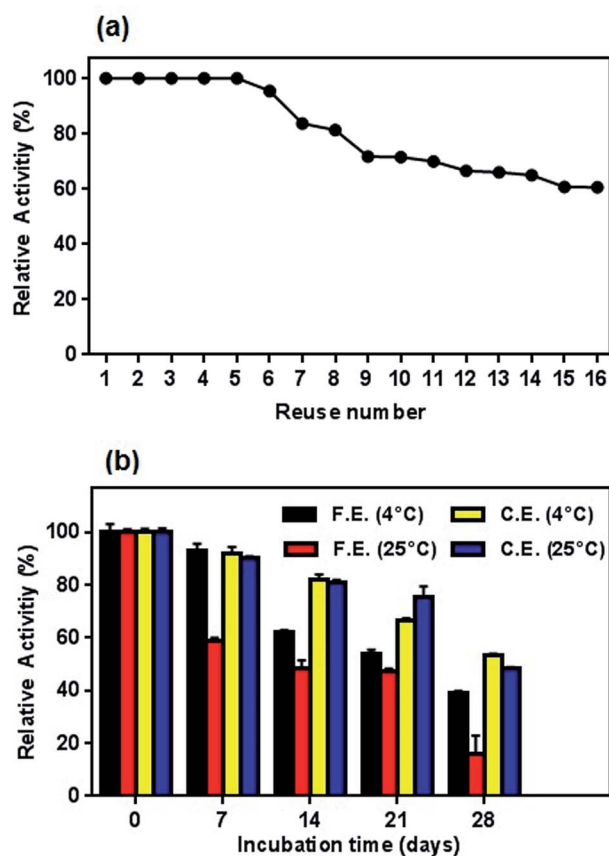 (a)
Relative Activitiy (%)
100
80
60
40
20
0
1 2 3 4 5 6 7 8 9 10 11 12 13 14 15 16
Reuse number
(b)
Relative Activitiy (%)
F.E. (4°C) C.E. (4°C)
F.E. (25°C) C.E. (25°C)
100
80
60
40
20
0
0 7 14 21 28
Incubation time (days)